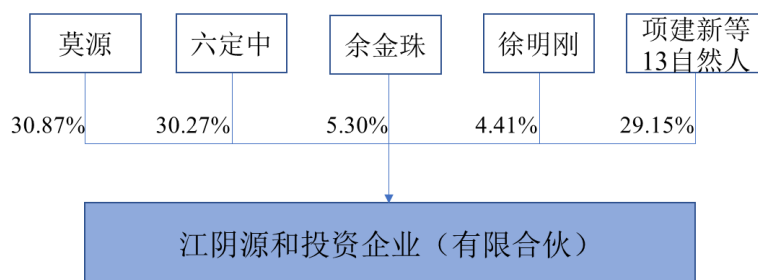 莫源
六定中
余金珠
徐明刚
项建新等
13自然人
30.87%
30.27%
5.30%
4.41%
29.15%
江阴源和投资企业（有限合伙）